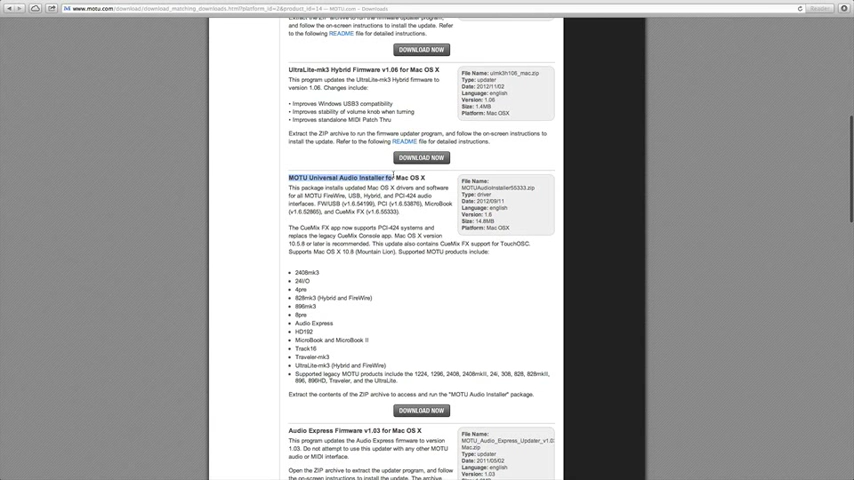 www.motu.com/download/download_matching_downloads.html?platform_id=2&product_id=14 — MOTU.com – Downloads
Reader
and follow the on-screen instructions to install the update. Refer
to the following README file for detailed instructions.
DOWNLOAD NOW
UltraLite-mk3 Hybrid Firmware v1.06 for Mac OS X
This program updates the UltraLite-mk3 Hybrid firmware to
version 1.06. Changes include:
• Improves Windows USB3 compatibility
• Improves stability of volume knob when turning
• Improves standalone MIDI Patch Thru
Extract the ZIP archive to run the firmware updater program, and follow the on-screen instructions to
install the update. Refer to the following README file for detailed instructions.
File Name: ulmk3h106_mac.zip
Type: updater
Date: 2012/11/02
Language: english
Version: 1.06
Size: 1.4MB
Platform: Mac OSX
DOWNLOAD NOW
MOTU Universal Audio Installer for Mac OS X
This package installs updated Mac OS X drivers and software
for all MOTU FireWire, USB, Hybrid, and PCI-424 audio
interfaces. FW/USB (v1.6.54199), PCI (v1.6.53876), MicroBook
(v1.6.52865), and CueMix FX (v1.6.55333).
The CueMix FX app now supports PCI-424 systems and
replaces the legacy CueMix Console app. Mac OS X version
10.5.8 or later is recommended. This update also contains CueMix FX support for TouchOSC.
Supports Mac OS X 10.8 (Mountain Lion). Supported MOTU products include:
File Name:
MOTUAudioInstaller55333.zip
Type: driver
Date: 2012/09/11
Language: english
Version: 1.6
Size: 14.8MB
Platform: Mac OSX
• 2408mk3
• 24I/O
• 4pre
• 828mk3 (Hybrid and FireWire)
• 896mk3
• 8pre
• Audio Express
• HD192
• MicroBook and MicroBook II
• Track16
• Traveler-mk3
• UltraLite-mk3 (Hybrid and FireWire)
• Supported legacy MOTU products include the 1224, 1296, 2408, 2408mkII, 24i, 308, 828, 828mkII,
896, 896HD, Traveler, and the UltraLite.
Extract the contents of the ZIP archive to access and run the "MOTU Audio Installer" package.
DOWNLOAD NOW
Audio Express Firmware v1.03 for Mac OS X
This program updates the Audio Express firmware to version
1.03. Do not attempt to use this updater with any other MOTU
audio or MIDI interface.
Open the ZIP archive to extract the updater program, and follow
the on-screen instructions to install the update. The archive
File Name:
MOTU_Audio_Express_Updater_v1.03
Mac.zip
Type: updater
Date: 2011/05/02
Language: english
Version: 1.03